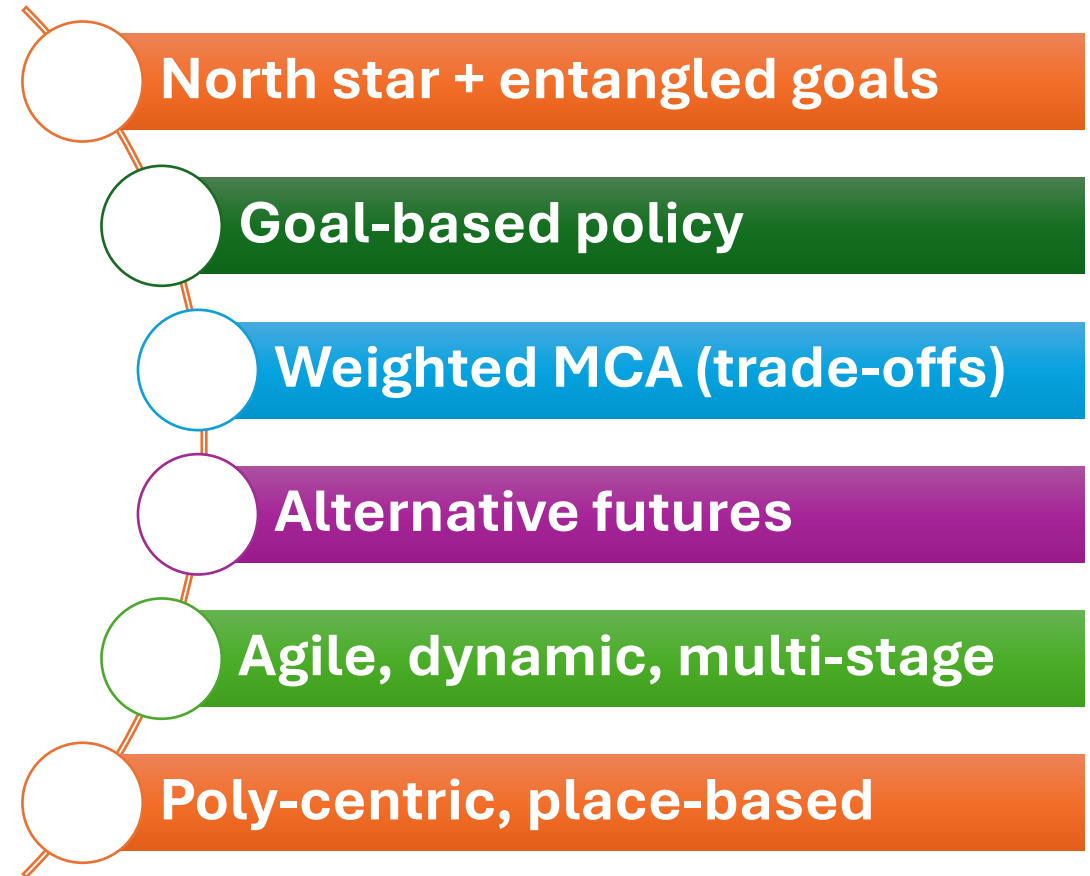 North star + entangled goals
Goal-based policy
Weighted MCA (trade-offs)
Alternative futures
Agile, dynamic, multi-stage
Poly-centric, place-based